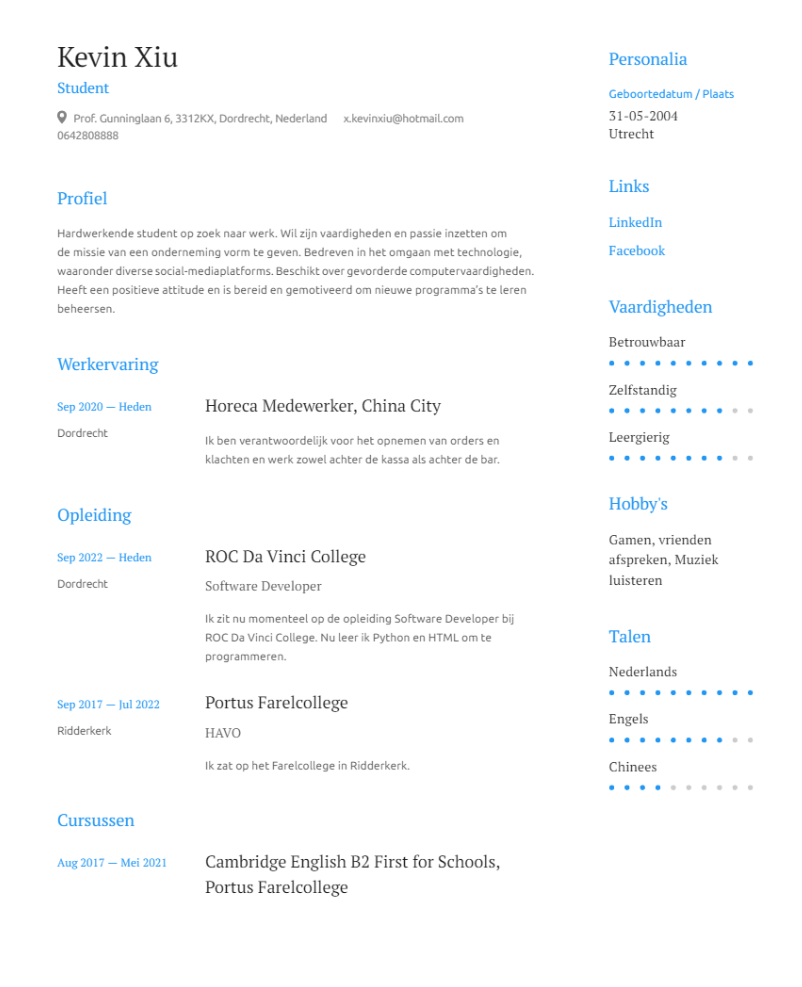 Kevin Xiu
Student
Prof. Gunninglaan 6, 3312KX, Dordrecht, Nederland x.kevinxiu@hotmail.com
0642808888
Profiel
Hardwerkende student op zoek naar werk. Wil zijn vaardigheden en passie inzetten om
de missie van een onderneming vorm te geven. Bedreven in het omgaan met technologie,
waaronder diverse social-mediaplatforms. Beschikt over gevorderde computervaardigheden.
Heeft een positieve attitude en is bereid en gemotiveerd om nieuwe programma's te leren
beheersen.
Werkervaring
Sep 2020 — Heden
Dordrecht
Horeca Medewerker, China City
Ik ben verantwoordelijk voor het opnemen van orders en
klachten en werk zowel achter de kassa als achter de bar.
Opleiding
Sep 2022 — Heden
Dordrecht
ROC Da Vinci College
Software Developer
Ik zit nu momenteel op de opleiding Software Developer bij
ROC Da Vinci College. Nu leer ik Python en HTML om te
programmeren.
Sep 2017 — Jul 2022
Ridderkerk
Portus Farelcollege
HAVO
Ik zat op het Farelcollege in Ridderkerk.
Cursussen
Aug 2017 — Mei 2021
Cambridge English B2 First for Schools,
Portus Farelcollege
Personalia
Geboortedatum / Plaats
31-05-2004
Utrecht
Links
LinkedIn
Facebook
Vaardigheden
Betrouwbaar
Zelfstandig
Leergierig
Hobby's
Gamen, vrienden
afspreken, Muziek
luisteren
Talen
Nederlands
Engels
Chinees